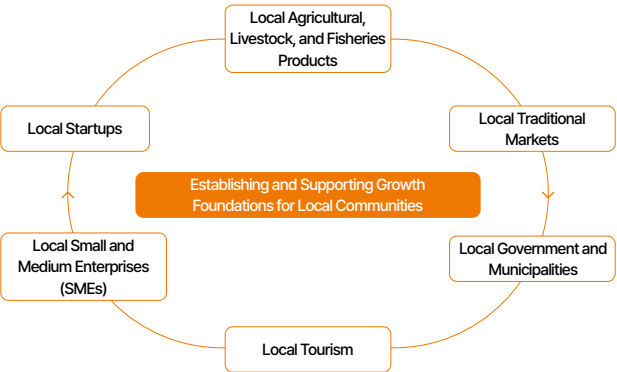 Local Agricultural,
Livestock, and Fisheries
Products
Local Startups
Local Traditional
Markets
Establishing and Supporting Growth
Foundations for Local Communities
Local Small and
Medium Enterprises
(SMEs)
Local Government and
Municipalities
Local Tourism